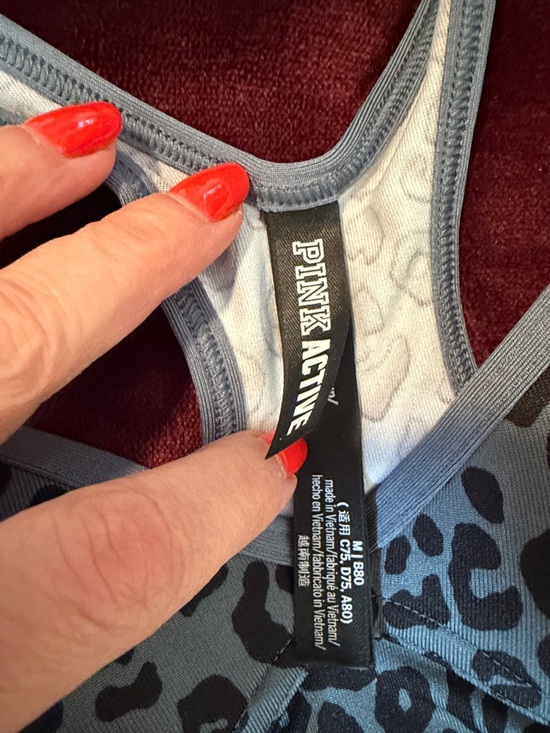 PINK ACTIVE
M | B80
(适用 C75, D75, A80)
made in Vietnam/fabriqué au Vietnam/
hecho en Vietnam/fabbricato in Vietnam/
越南制造